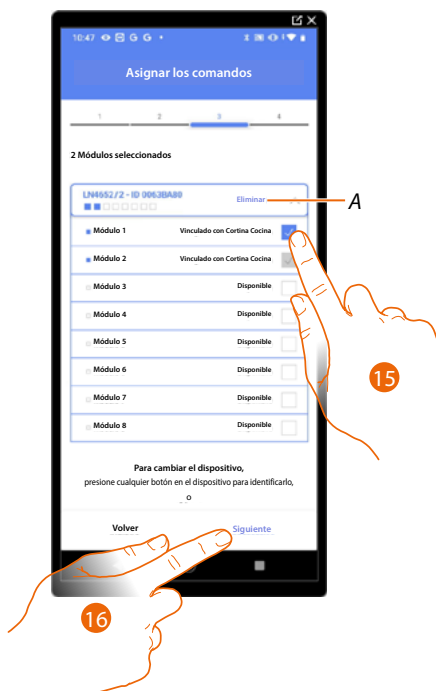 10:47 G G
Asignar los comandos
1 2 3 4
2 Módulos seleccionados
LN4652/2 - ID 0063BA80 Eliminar A
Módulo 1 Vinculado con Cortina Cocina
Módulo 2 Vinculado con Cortina Cocina
Módulo 3 Disponible
Módulo 4 Disponible
Módulo 5 Disponible
Módulo 6 Disponible
Módulo 7 Disponible
Módulo 8 Disponible
15
Para cambiar el dispositivo,
presione cualquier botón en el dispositivo para identificarlo,
o
Volver Siguiente
16